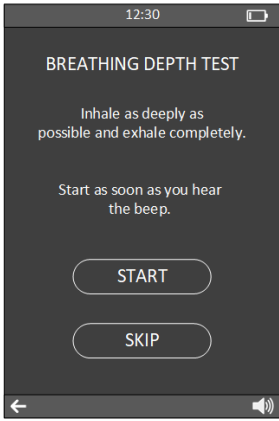 12:30
BREATHING DEPTH TEST
Inhale as deeply as
possible and exhale completely.
Start as soon as you hear
the beep.
START
SKIP